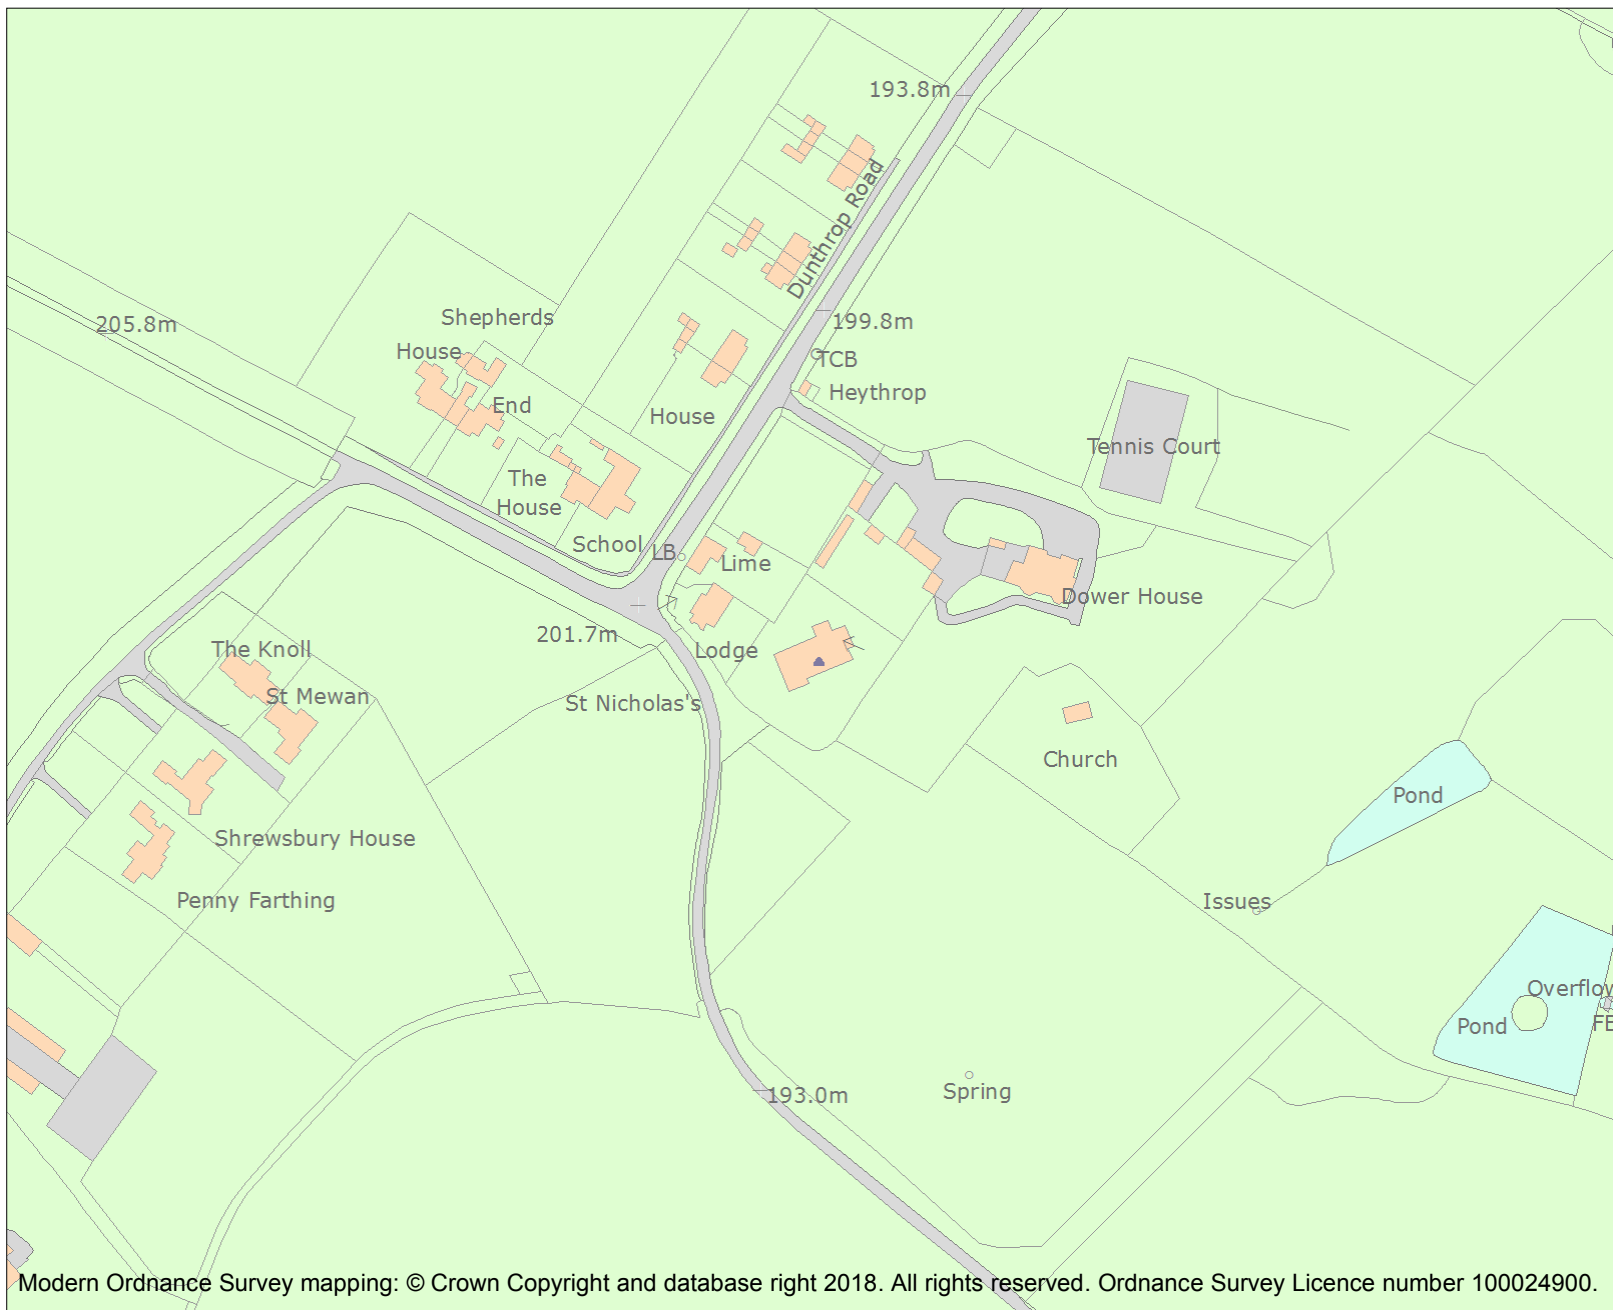 193.8m
Dunthrop Road
Shepherds
205.8m
199.8m
House
TCB
Heythrop
End
House
Tennis Court
The
House
School
LB
Lime
Dower House
201.7m
The Knoll
Lodge
St Mewan
St Nicholas's
Church
Pond
Shrewsbury House
Penny Farthing
Issues
Overflow
Pond
FB
193.0m
Spring
Modern Ordnance Survey mapping: © Crown Copyright and database right 2018. All rights reserved. Ordnance Survey Licence number 100024900.